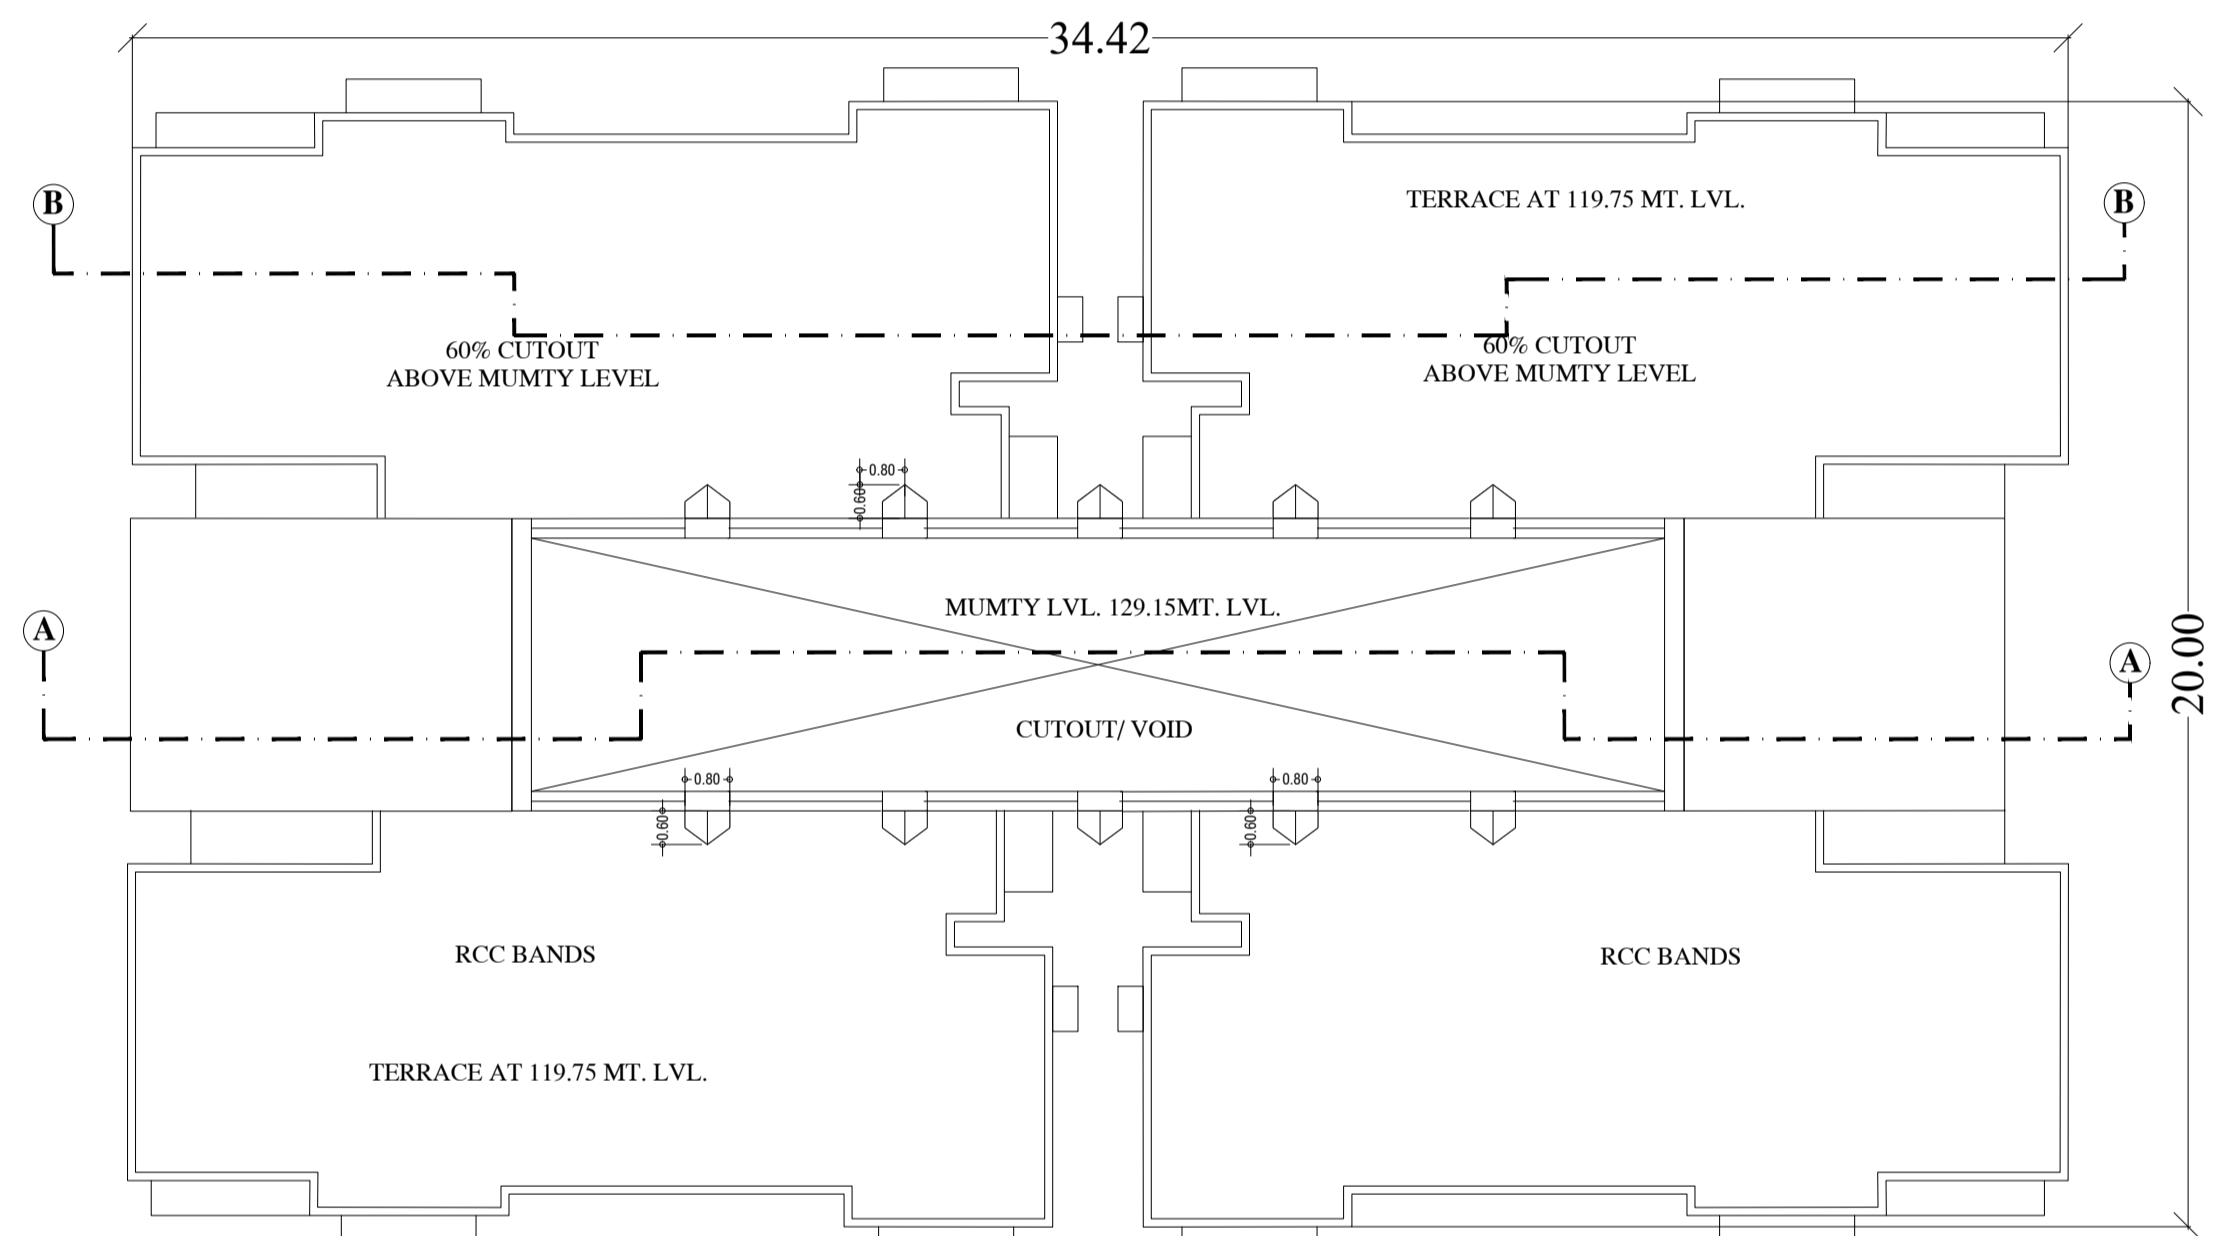 34.42
B
TERRACE AT 119.75 MT. LVL.
B
60% CUTOUT
ABOVE MUMTY LEVEL
60% CUTOUT
ABOVE MUMTY LEVEL
0.80
0.60
MUMTY LVL. 129.15MT. LVL.
A
A
20.00
CUTOUT/ VOID
0.80
0.80
0.60
0.60
RCC BANDS
RCC BANDS
TERRACE AT 119.75 MT. LVL.